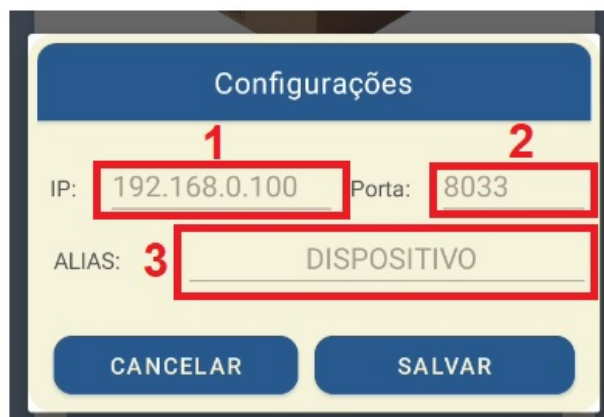 Configurações
1 2
IP: 192.168.0.100 Porta: 8033
ALIAS: 3 DISPOSITIVO
CANCELAR SALVAR